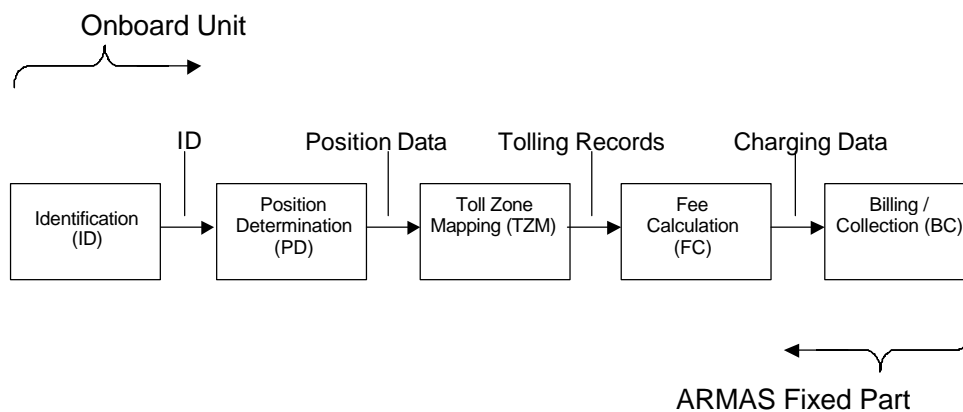 Onboard Unit
ID
Position Data
Tolling Records
Charging Data
Identification
(ID)
Position
Determination
(PD)
Toll Zone
Mapping (TZM)
Fee
Calculation
(FC)
Billing /
Collection (BC)
ARMAS Fixed Part